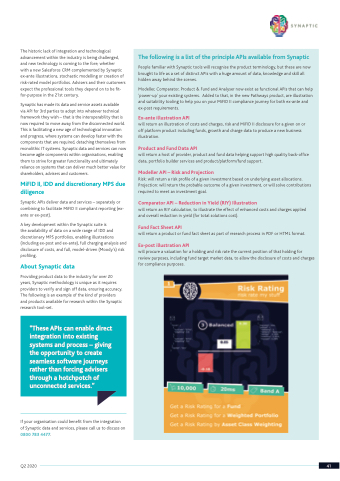 SYNAPTIC
The historic lack of integration and technological
advancement within the industry is being challenged,
and new technology is coming to the fore. Whether
with a new Salesforce CRM complemented by Synaptic
ex-ante illustrations, stochastic modelling or creation of
risk-rated model portfolios. Advisers and their customers
expect the professional tools they depend on to be fit-
for-purpose in the 21st century.
Synaptic has made its data and service assets available
via API for 3rd parties to adopt into whatever technical
framework they wish – that is the interoperability that is
now required to move away from the disconnected world.
This is facilitating a new age of technological innovation
and progress, where systems can develop faster with the
components that are required, detaching themselves from
monolithic IT systems. Synaptic data and services can now
become agile components within organisations, enabling
them to strive for greater functionality and ultimately
reliance on systems that can deliver much better value for
shareholders, advisers and customers.
MiFID II, IDD and discretionary MPS due
diligence
Synaptic APIs deliver data and services – separately or
combining to facilitate MiFID II compliant reporting (ex-
ante or ex-post).
A key development within the Synaptic suite is
the availability of data on a wide range of IDD and
discretionary MPS portfolios, enabling illustrations
(including ex-post and ex-ante), full charging analysis and
disclosure of costs, and full, model-driven (Moody's) risk
profiling.
About Synaptic data
Providing product data to the industry for over 20
years, Synaptic methodology is unique as it requires
providers to verify and sign off data, ensuring accuracy.
The following is an example of the kind of providers
and products available for research within the Synaptic
research tool-set.
"These APIs can enable direct
integration into existing
systems and process – giving
the opportunity to create
seamless software journeys
rather than forcing advisers
through a hotchpotch of
unconnected services."
If your organisation could benefit from the integration
of Synaptic data and services, please call us to discuss on
0800 783 4477.
The following is a list of the principle APIs available from Synaptic
People familiar with Synaptic tools will recognise the product terminology, but these are now
brought to life as a set of distinct APIs with a huge amount of data, knowledge and skill all
hidden away behind the scenes.
Modeller, Comparator, Product & Fund and Analyser now exist as functional APIs that can help
'power-up' your existing systems. Added to that, is the new Pathways product, are illustration
and suitability tooling to help you on your MiFID II compliance journey for both ex-ante and
ex-post requirements.
Ex-ante illustration API
will return an illustration of costs and charges, risk and MiFID II disclosure for a given on or
off-platform product including funds, growth and charge data to produce a new business
illustration.
Product and Fund Data API
will return a host of provider, product and fund data helping support high quality back-office
data, portfolio builder services and product/platform/fund support.
Modeller API – Risk and Projection
Risk: will return a risk profile of a given investment based on underlying asset allocations.
Projection: will return the probable outcome of a given investment, or will solve contributions
required to meet an investment goal.
Comparator API – Reduction in Yield (RIY) illustration
will return an RIY calculation, to illustrate the effect of enhanced costs and charges applied
and overall reduction in yield (for total solutions cost).
Fund Fact Sheet API
will return a product or fund fact sheet as part of research process in PDF or HTML format.
Ex-post illustration API
will procure a valuation for a holding and risk rate the current position of that holding for
review purposes, including fund target market data, to allow the disclosure of costs and charges
for compliance purposes.
Risk Rating
Balanced
10,000
20mo
Band A
Get a Risk Rating for a Fund
Get a Risk Rating for a Weighted Portfolio
Get a Risk Rating by Asset Class Weighting
Q2 2020
41